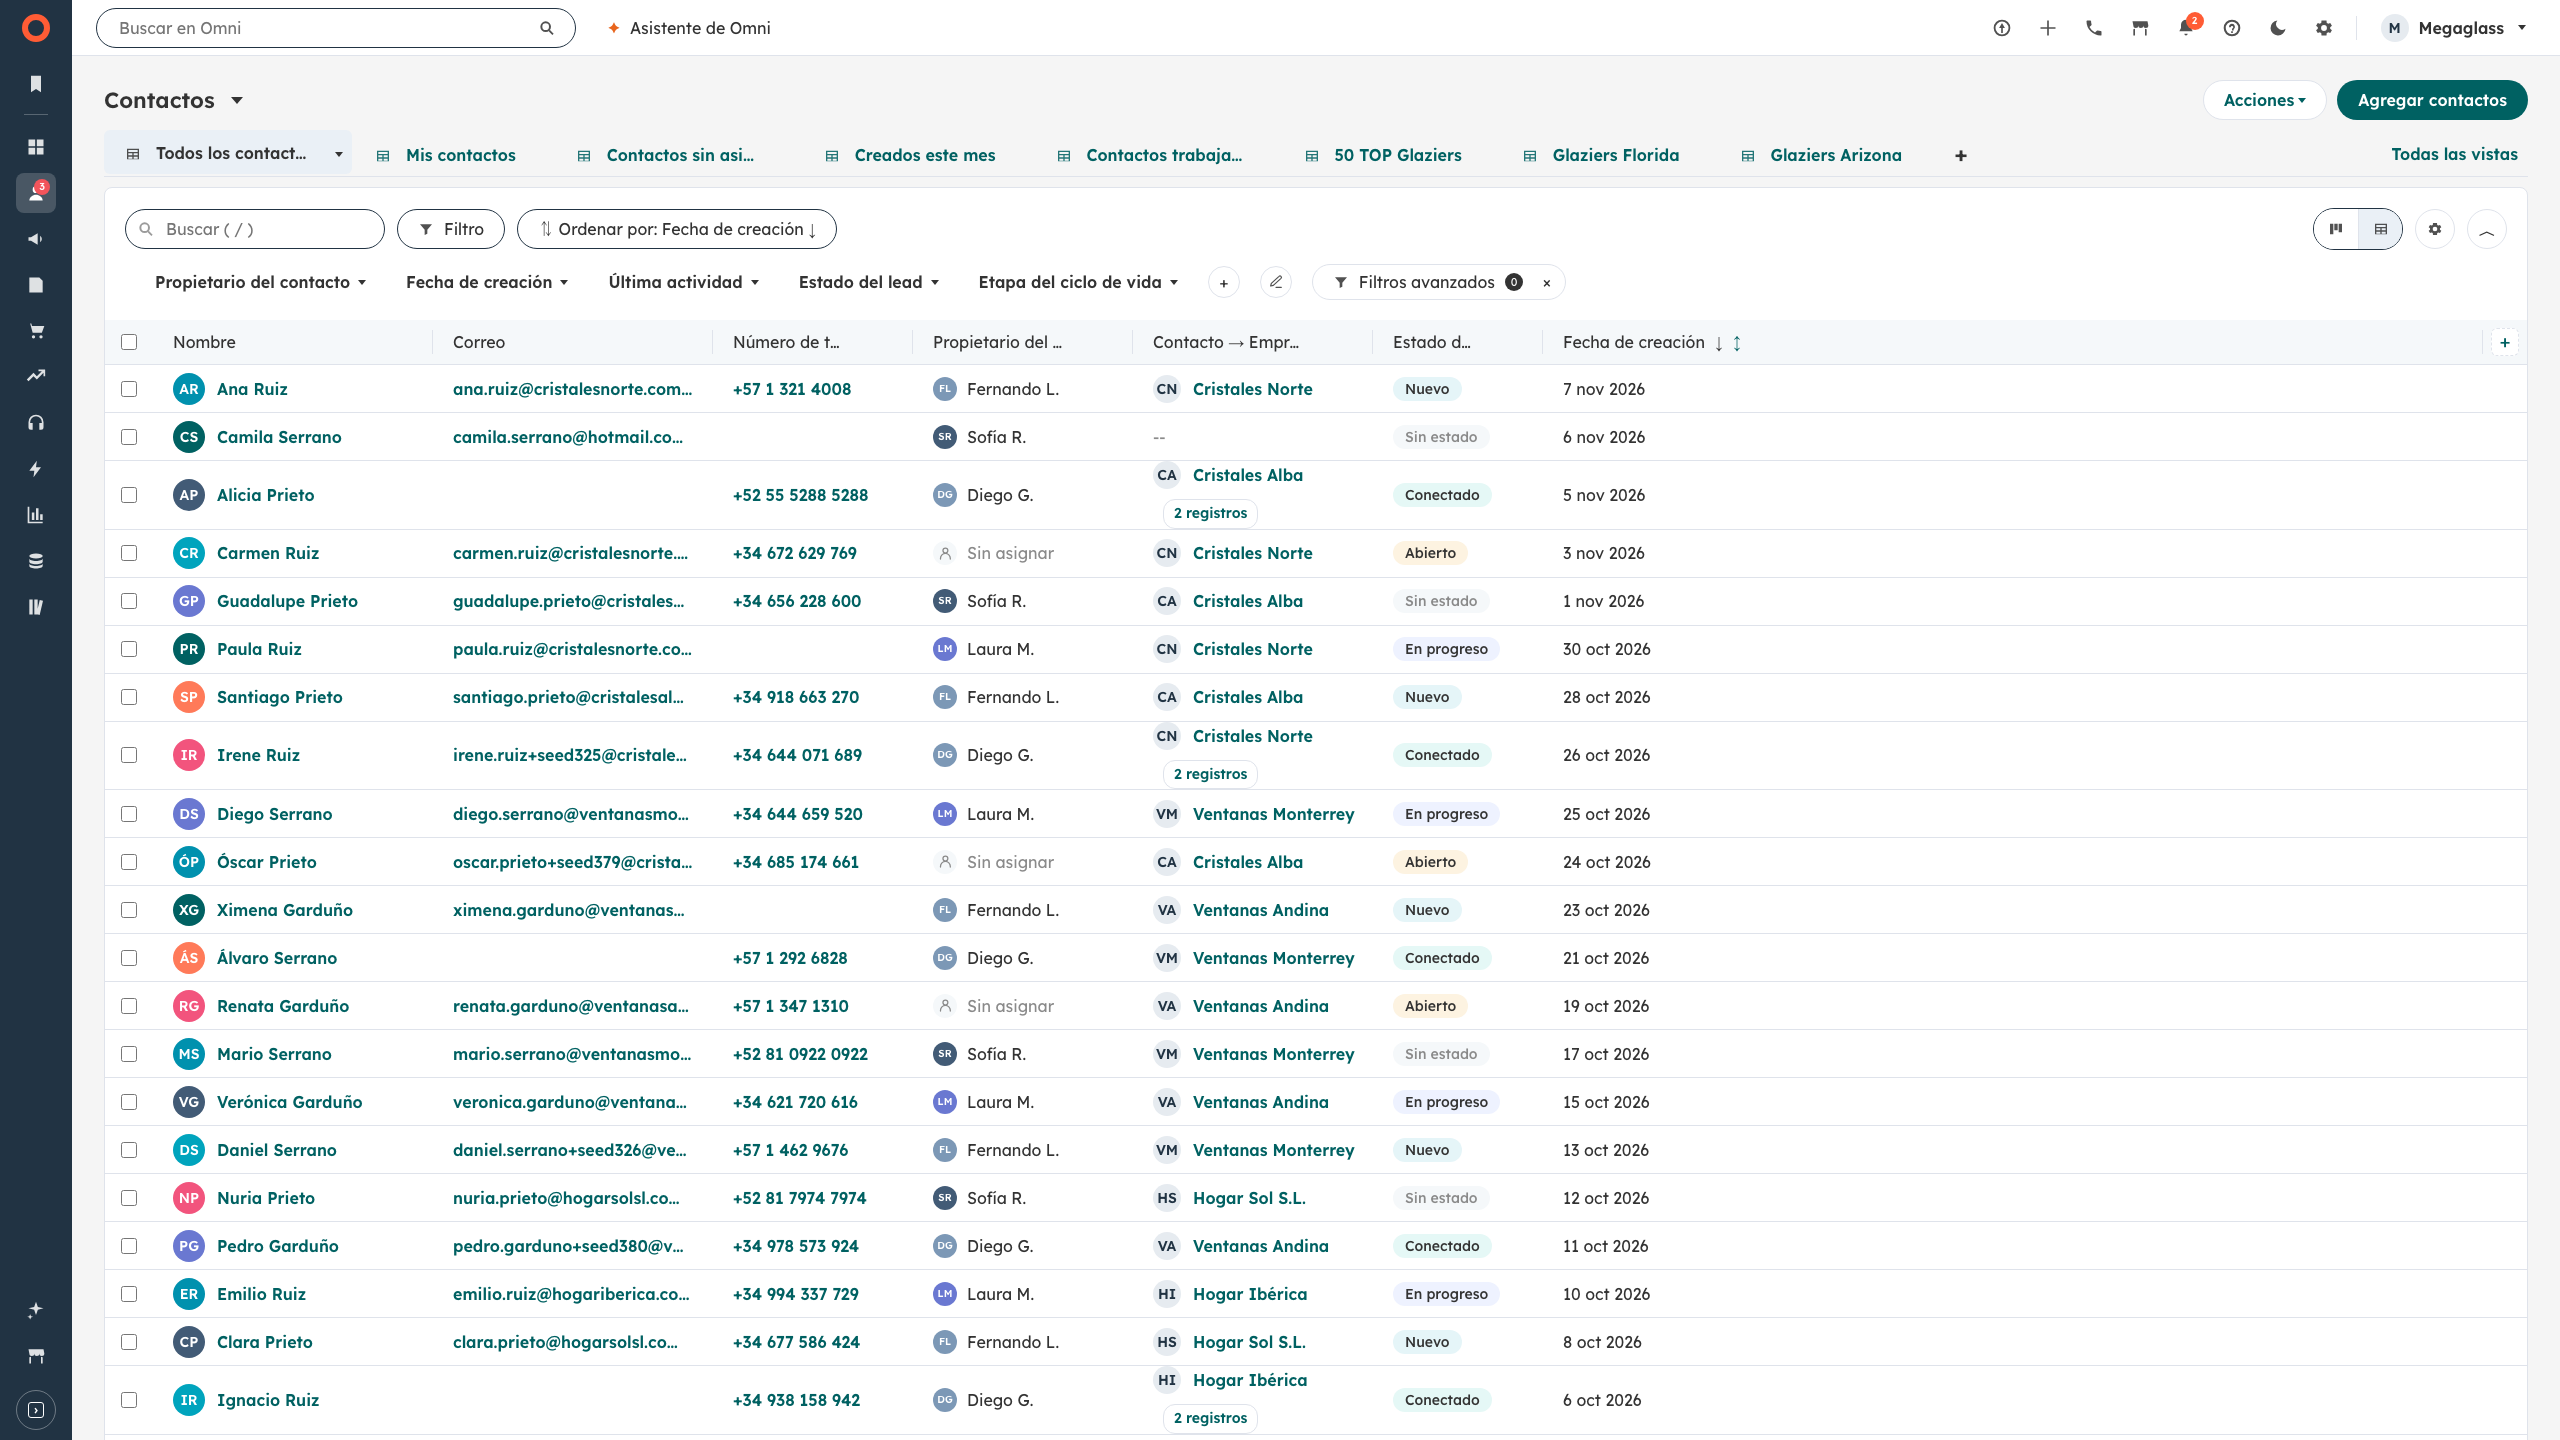 Buscar en Omni
Asistente de Omni
2
M
Megaglass
3
Contactos
Acciones
Agregar contactos
Todos los contact...
Mis contactos
Contactos sin asi...
Creados este mes
Contactos trabaja...
50 TOP Glaziers
Glaziers Florida
Glaziers Arizona
+
Todas las vistas
Buscar ( / )
Filtro
Ordenar por: Fecha de creación ↓
Propietario del contacto
Fecha de creación
Última actividad
Estado del lead
Etapa del ciclo de vida
+
Filtros avanzados 0 ×
Nombre Correo Número de t... Propietario del ... Contacto → Empr... Estado d... Fecha de creación ↓ ↕ +
AR Ana Ruiz ana.ruiz@cristalesnorte.com... +57 1 321 4008 FL Fernando L. CN Cristales Norte Nuevo 7 nov 2026
CS Camila Serrano camila.serrano@hotmail.co... SR Sofía R. -- Sin estado 6 nov 2026
AP Alicia Prieto +52 55 5288 5288 DG Diego G. CA Cristales Alba 2 registros Conectado 5 nov 2026
CR Carmen Ruiz carmen.ruiz@cristalesnorte.... +34 672 629 769 Sin asignar CN Cristales Norte Abierto 3 nov 2026
GP Guadalupe Prieto guadalupe.prieto@cristales... +34 656 228 600 SR Sofía R. CA Cristales Alba Sin estado 1 nov 2026
PR Paula Ruiz paula.ruiz@cristalesnorte.co... LM Laura M. CN Cristales Norte En progreso 30 oct 2026
SP Santiago Prieto santiago.prieto@cristalesal... +34 918 663 270 FL Fernando L. CA Cristales Alba Nuevo 28 oct 2026
IR Irene Ruiz irene.ruiz+seed325@cristale... +34 644 071 689 DG Diego G. CN Cristales Norte 2 registros Conectado 26 oct 2026
DS Diego Serrano diego.serrano@ventanasmo... +34 644 659 520 LM Laura M. VM Ventanas Monterrey En progreso 25 oct 2026
ÓP Óscar Prieto oscar.prieto+seed379@crista... +34 685 174 661 Sin asignar CA Cristales Alba Abierto 24 oct 2026
XG Ximena Garduño ximena.garduno@ventanas... FL Fernando L. VA Ventanas Andina Nuevo 23 oct 2026
ÁS Álvaro Serrano +57 1 292 6828 DG Diego G. VM Ventanas Monterrey Conectado 21 oct 2026
RG Renata Garduño renata.garduno@ventanasa... +57 1 347 1310 Sin asignar VA Ventanas Andina Abierto 19 oct 2026
MS Mario Serrano mario.serrano@ventanasmo... +52 81 0922 0922 SR Sofía R. VM Ventanas Monterrey Sin estado 17 oct 2026
VG Verónica Garduño veronica.garduno@ventana... +34 621 720 616 LM Laura M. VA Ventanas Andina En progreso 15 oct 2026
DS Daniel Serrano daniel.serrano+seed326@ve... +57 1 462 9676 FL Fernando L. VM Ventanas Monterrey Nuevo 13 oct 2026
NP Nuria Prieto nuria.prieto@hogarsolsl.co... +52 81 7974 7974 SR Sofía R. HS Hogar Sol S.L. Sin estado 12 oct 2026
PG Pedro Garduño pedro.garduno+seed380@v... +34 978 573 924 DG Diego G. VA Ventanas Andina Conectado 11 oct 2026
ER Emilio Ruiz emilio.ruiz@hogariberica.co... +34 994 337 729 LM Laura M. HI Hogar Ibérica En progreso 10 oct 2026
CP Clara Prieto clara.prieto@hogarsolsl.co... +34 677 586 424 FL Fernando L. HS Hogar Sol S.L. Nuevo 8 oct 2026
IR Ignacio Ruiz +34 938 158 942 DG Diego G. HI Hogar Ibérica 2 registros Conectado 6 oct 2026